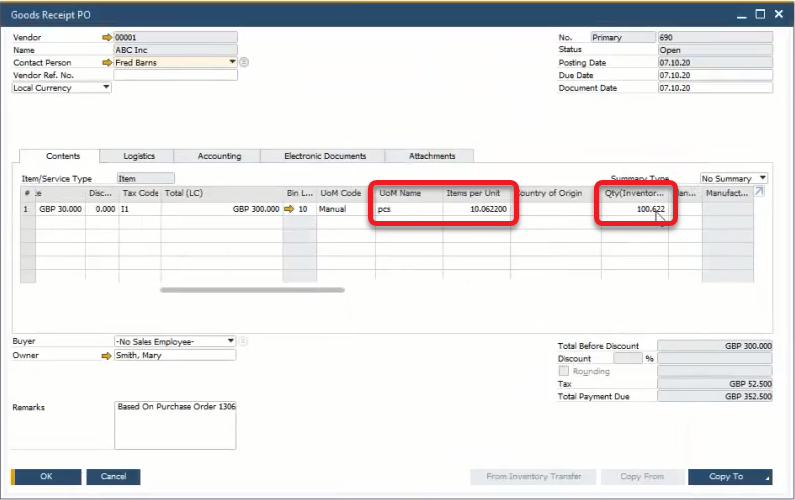 Goods Receipt PO
Vendor 00001
Name ABC Inc
Contact Person Fred Barns
Vendor Ref. No.
Local Currency
No. Primary 690
Status Open
Posting Date 07.10.20
Due Date 07.10.20
Document Date 07.10.20
Contents Logistics Accounting Electronic Documents Attachments
Item/Service Type Item Summary Type No Summary
# Disc... Tax Code Total (LC) Bin L... UoM Code UoM Name Items per Unit Country of Origin Qty(Inventor... Manufact...
1 GBP 30.000 0.000 I1 GBP 300.000 10 Manual pcs 10.062200 100.622
Buyer -No Sales Employee-
Owner Smith, Mary
Total Before Discount GBP 300.000
Discount %
Rounding
Tax GBP 52.500
Total Payment Due GBP 352.500
Remarks Based On Purchase Order 1306
OK Cancel From Inventory Transfer Copy From Copy To